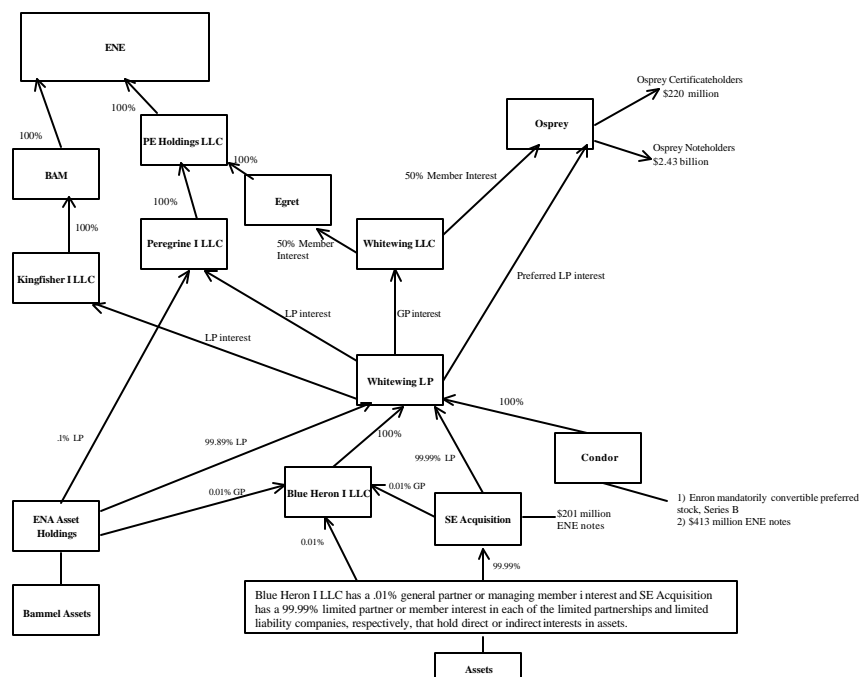 ENE
Osprey Certificateholders
$220 million
100%
Osprey
PE Holdings LLC
100%
Osprey Noteholders
$2.43 billion
100%
BAM
50% Member Interest
Egret
100%
100%
Peregrine I LLC
50% Member
Interest
Whitewing LLC
Kingfisher I LLC
Preferred LP interest
LP interest
GP interest
LP interest
Whitewing LP
100%
.1% LP
99.89% LP
100%
99.99% LP
Condor
0.01% GP
Blue Heron I LLC
0.01% GP
1) Enron mandatorily convertible preferred
stock, Series B
2) $413 million ENE notes
ENA Asset
Holdings
SE Acquisition
$201 million
ENE notes
0.01%
99.99%
Bammel Assets
Blue Heron I LLC has a .01% general partner or managing member interest and SE Acquisition
has a 99.99% limited partner or member interest in each of the limited partnerships and limited
liability companies, respectively, that hold direct or indirect interests in assets.
Assets